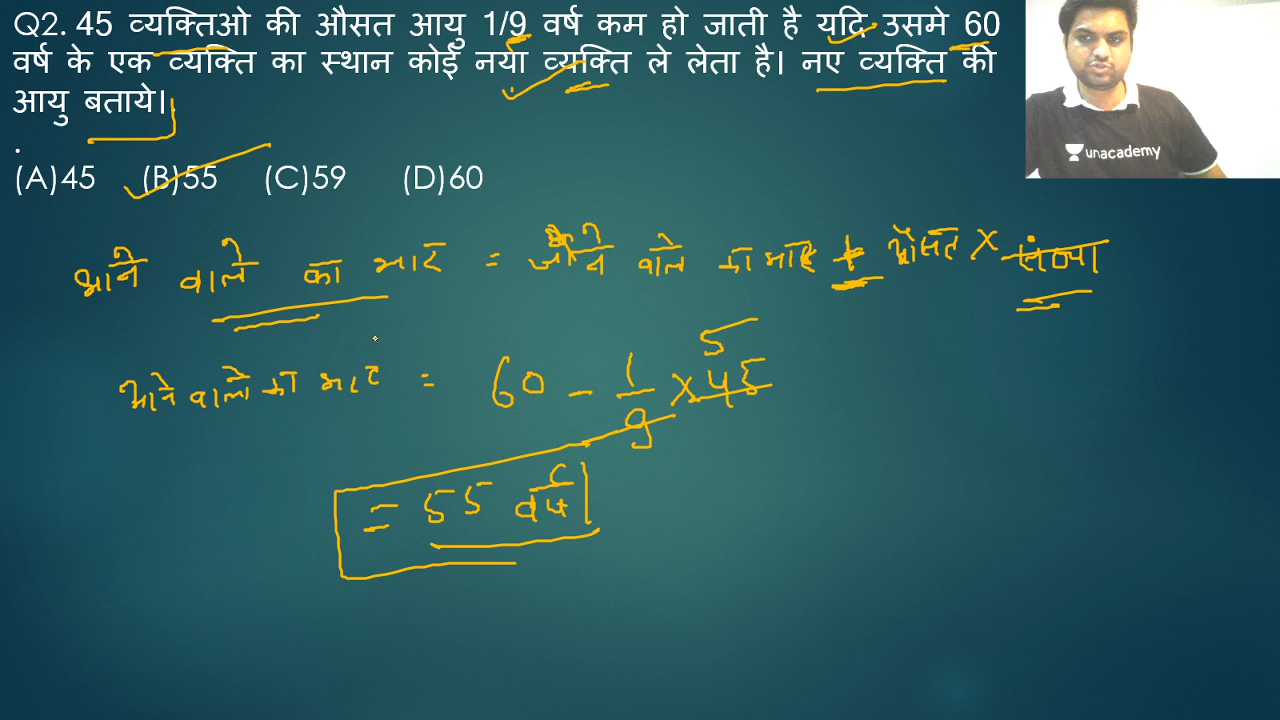 Q2. 45 व्यक्तिओ की औसत आयु 1/9 वर्ष कम हो जाती है यदि उसमे 60
वर्ष के एक व्यक्ति का स्थान कोई नया व्यक्ति ले लेता है। नए व्यक्ति की
आयु बताये।
.
(A)45 (B)55 (C)59 (D)60
unacademy
आने वाले का भार = जाने वाले का भार ± औसत × संख्या
आने वाले का भार = 60 - 1/9 × 45 5
= 55 वर्ष